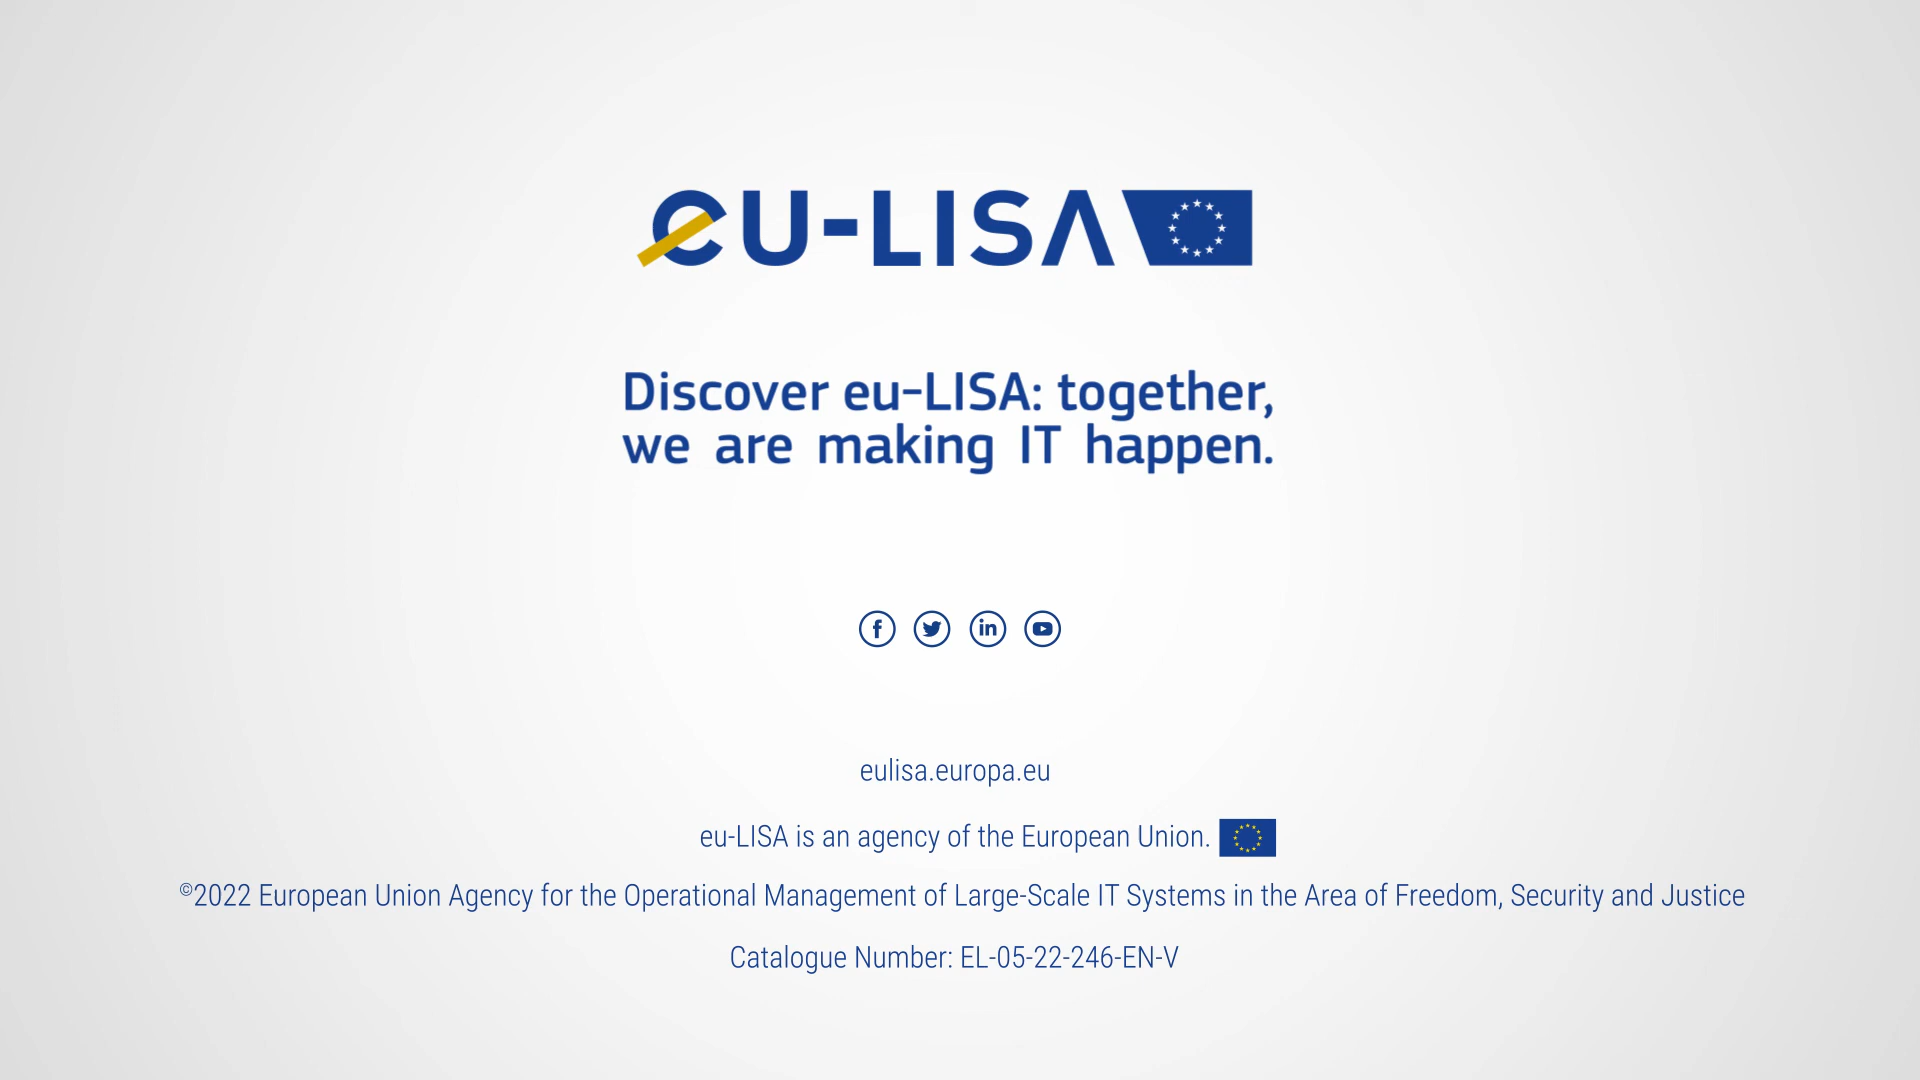 eu-LISA
Discover eu-LISA: together,
we are making IT happen.
eulisa.europa.eu
eu-LISA is an agency of the European Union.
©2022 European Union Agency for the Operational Management of Large-Scale IT Systems in the Area of Freedom, Security and Justice
Catalogue Number: EL-05-22-246-EN-V